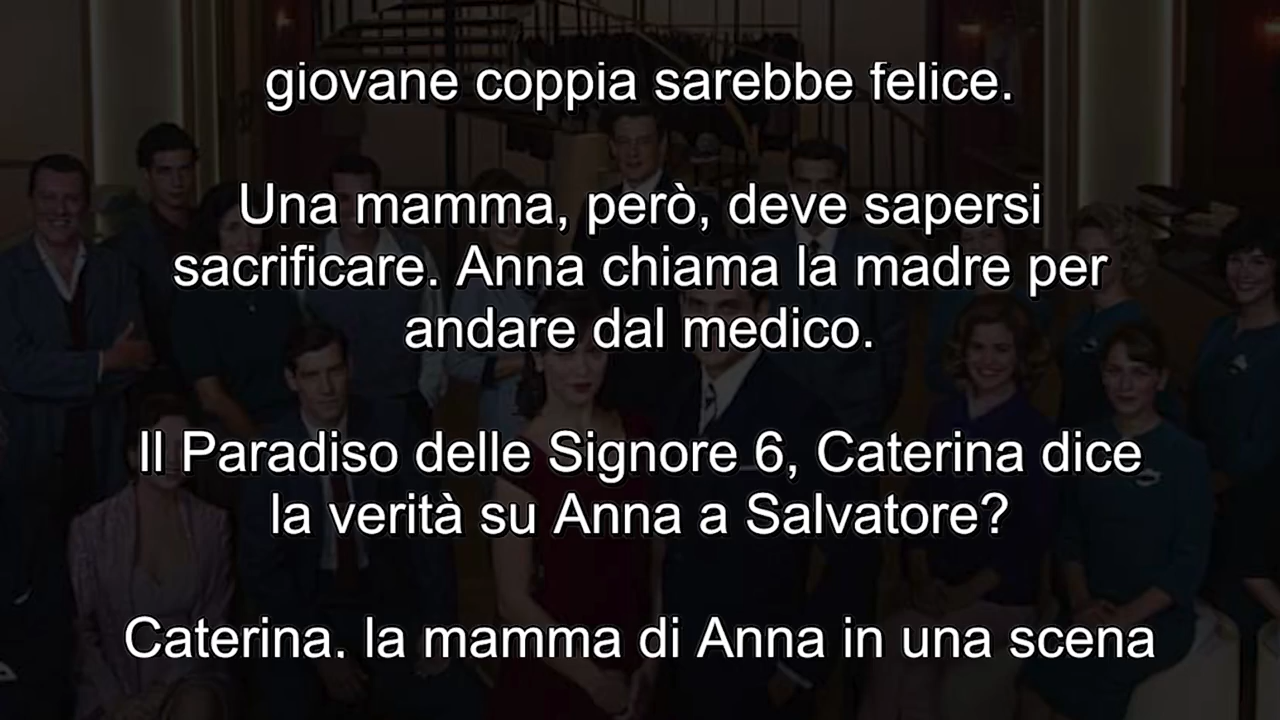 giovane coppia sarebbe felice.
Una mamma, però, deve sapersi
sacrificare. Anna chiama la madre per
andare dal medico.
Il Paradiso delle Signore 6, Caterina dice
la verità su Anna a Salvatore?
Caterina. la mamma di Anna in una scena